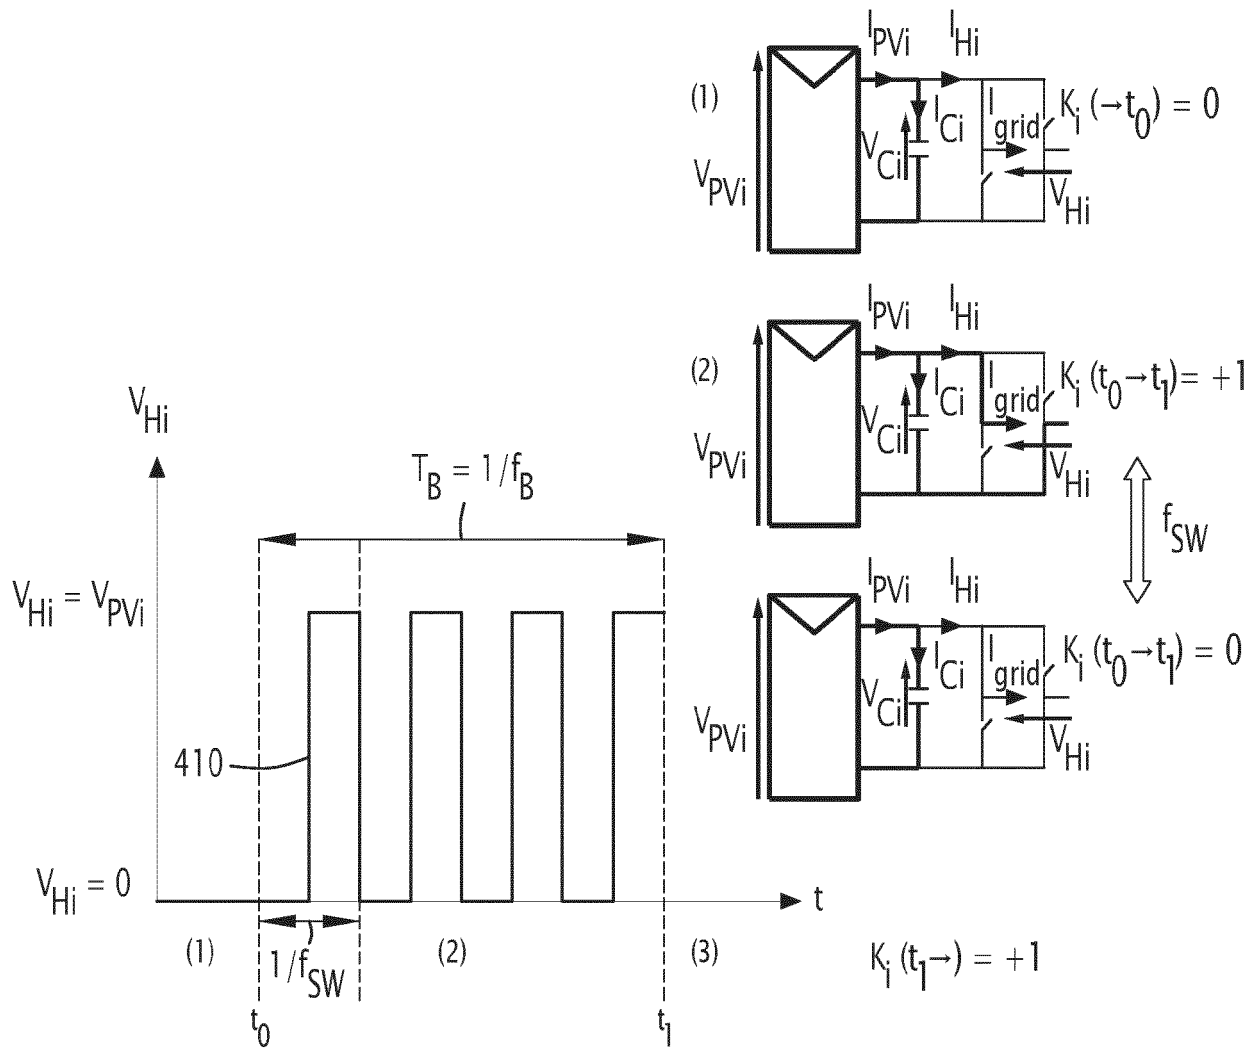 I_PVi I_Hi
(1)
I_Ci I_grid K_i (→t_0) = 0
V_PVi V_Ci V_Hi
I_PVi I_Hi
(2)
I_Ci I_grid K_i (t_0→t_1) = +1
V_PVi V_Ci V_Hi
f_SW
I_PVi I_Hi
I_Ci I_grid K_i (t_0→t_1) = 0
V_PVi V_Ci V_Hi
V_Hi
T_B = 1/f_B
V_Hi = V_PVi
410
V_Hi = 0
t
(1) 1/f_SW (2) (3)
K_i (t_1→) = +1
t_0 t_1